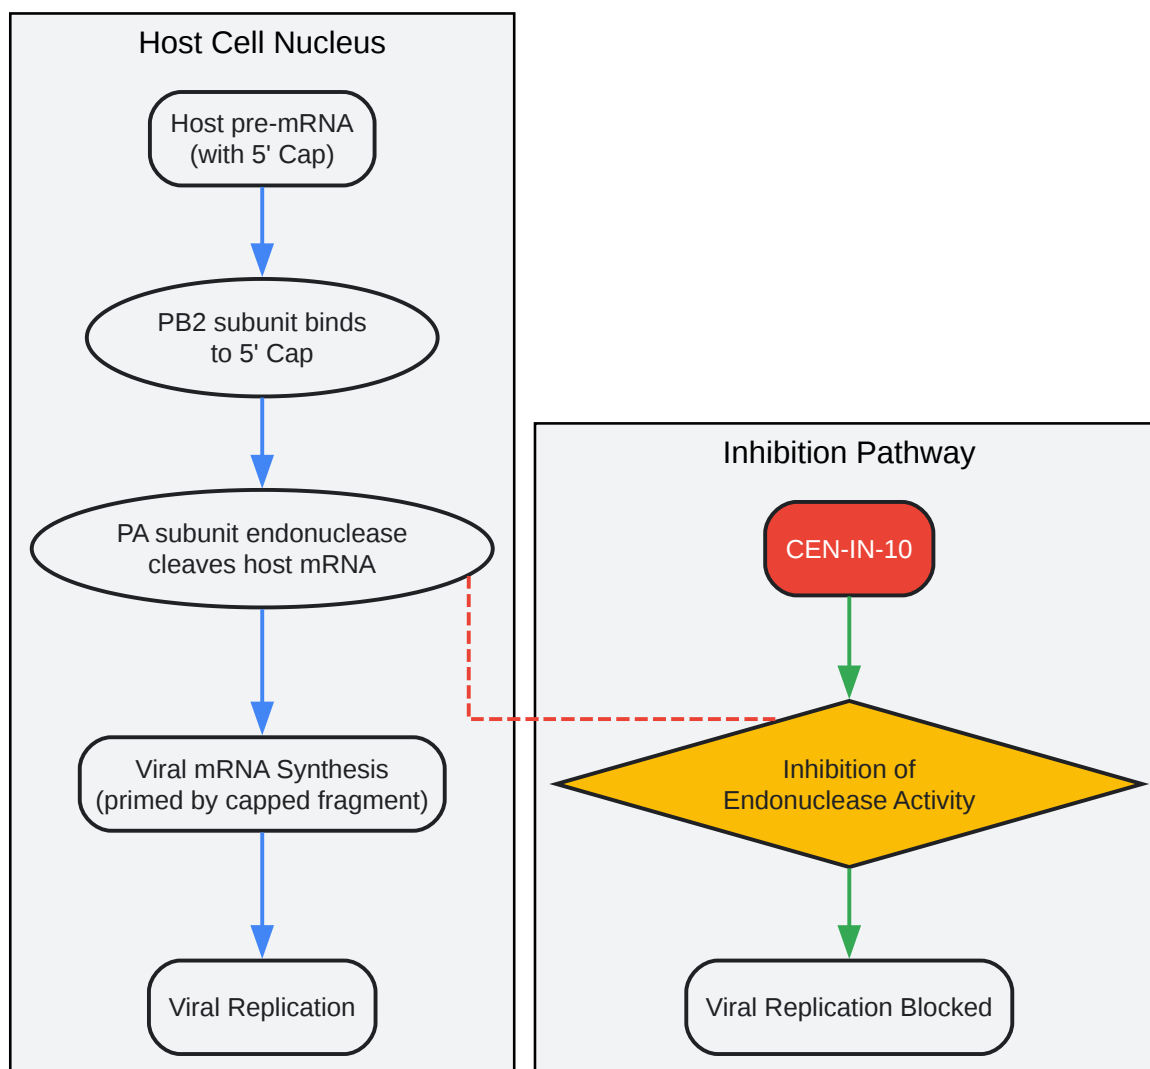 Host Cell Nucleus
Host pre-mRNA
(with 5' Cap)
PB2 subunit binds
to 5' Cap
PA subunit endonuclease
cleaves host mRNA
Viral mRNA Synthesis
(primed by capped fragment)
Viral Replication
Inhibition Pathway
CEN-IN-10
Inhibition of
Endonuclease Activity
Viral Replication Blocked